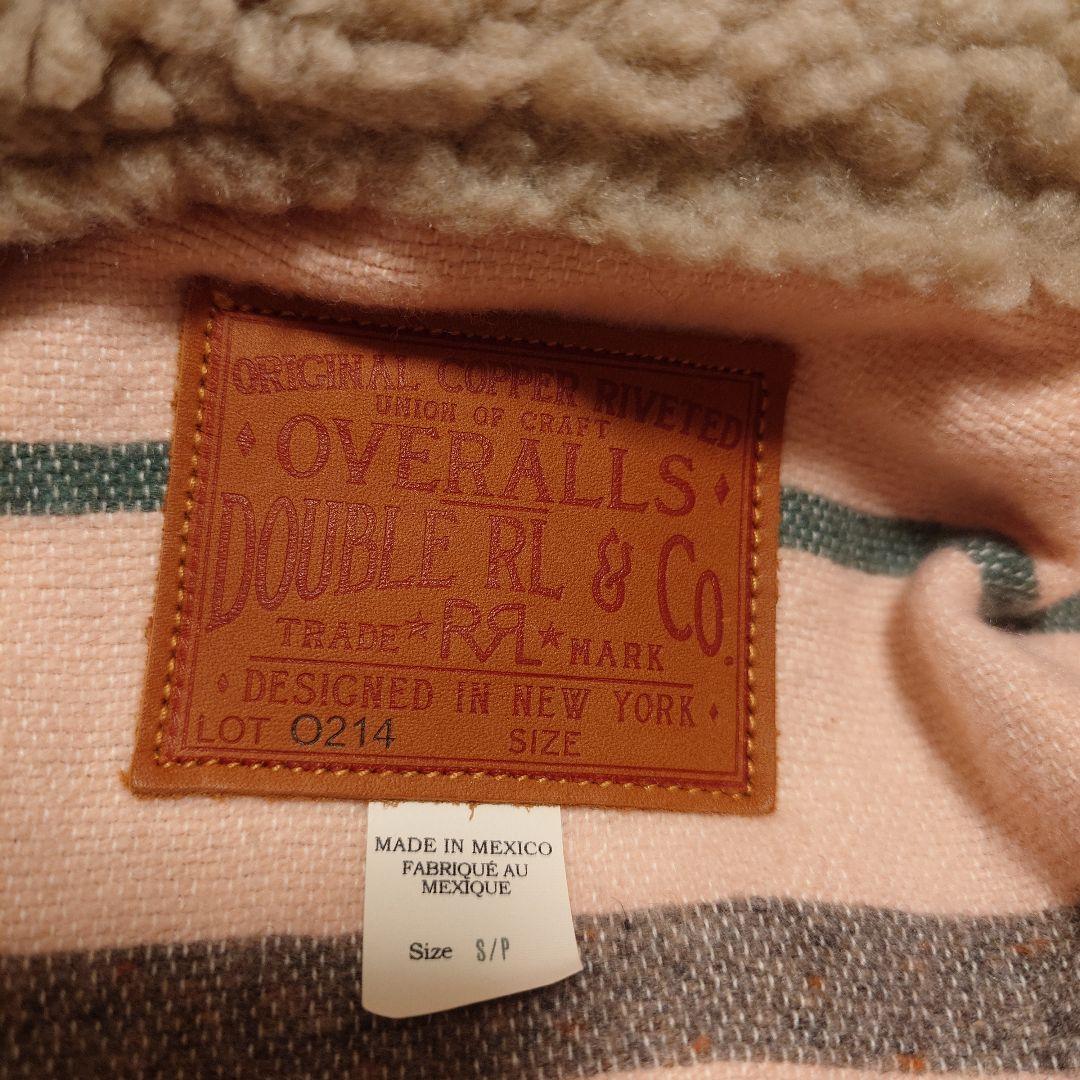 ORIGINAL COPPER RIVETED
UNION OF CRAFT
OVERALLS
DOUBLE RL & CO.
TRADE RRL MARK
DESIGNED IN NEW YORK
LOT 0214 SIZE
MADE IN MEXICO
FABRIQUÉ AU
MEXIQUE
Size S/P